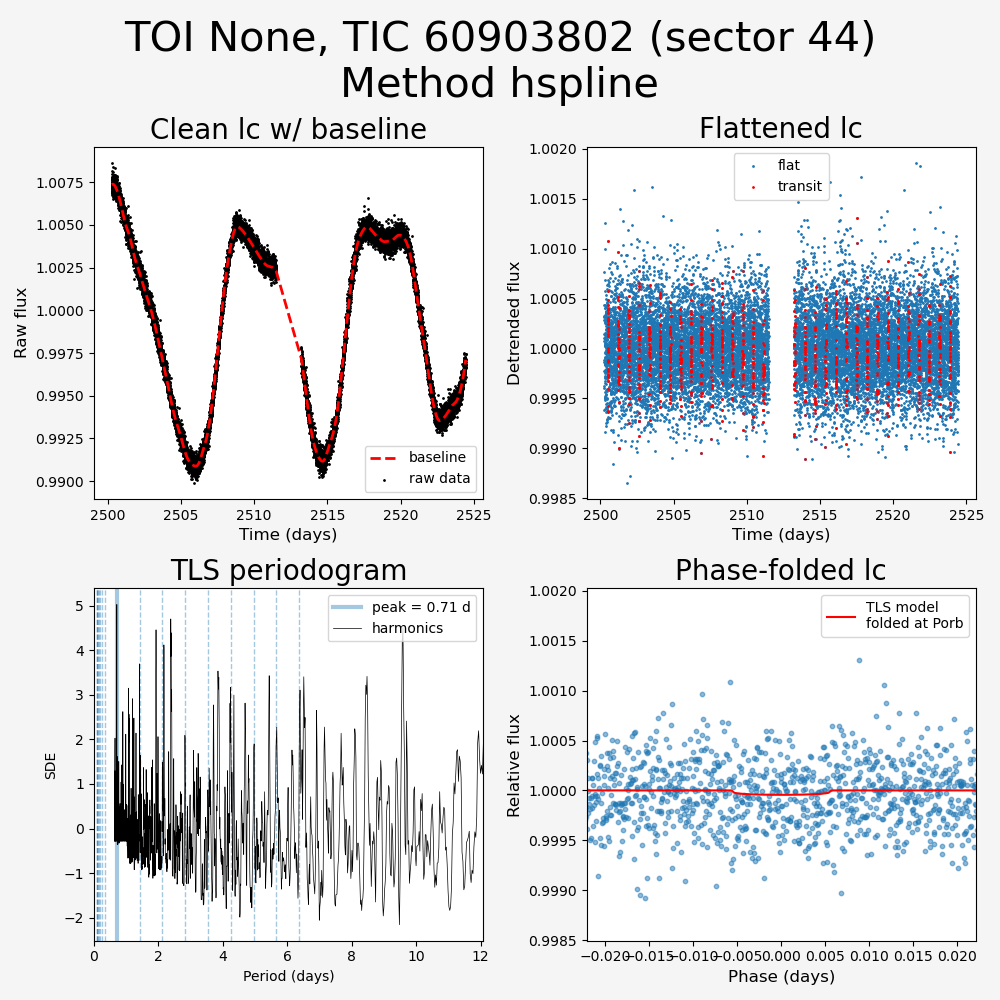 TOI None, TIC 60903802 (sector 44)
Method hspline
Clean lc w/ baseline
Raw flux
1.0075
1.0050
1.0025
1.0000
0.9975
0.9950
0.9925
0.9900
baseline
raw data
2500
2505
2510
2515
2520
2525
Time (days)
Flattened lc
Detrended flux
1.0020
1.0015
1.0010
1.0005
1.0000
0.9995
0.9990
0.9985
flat
transit
2500
2505
2510
2515
2520
2525
Time (days)
TLS periodogram
SDE
5
4
3
2
1
0
−1
−2
peak = 0.71 d
harmonics
0
2
4
6
8
10
12
Period (days)
Phase-folded lc
Relative flux
1.0020
1.0015
1.0010
1.0005
1.0000
0.9995
0.9990
0.9985
TLS model
folded at Porb
−0.020
−0.015
−0.010
−0.005
0.000
0.005
0.010
0.015
0.020
Phase (days)